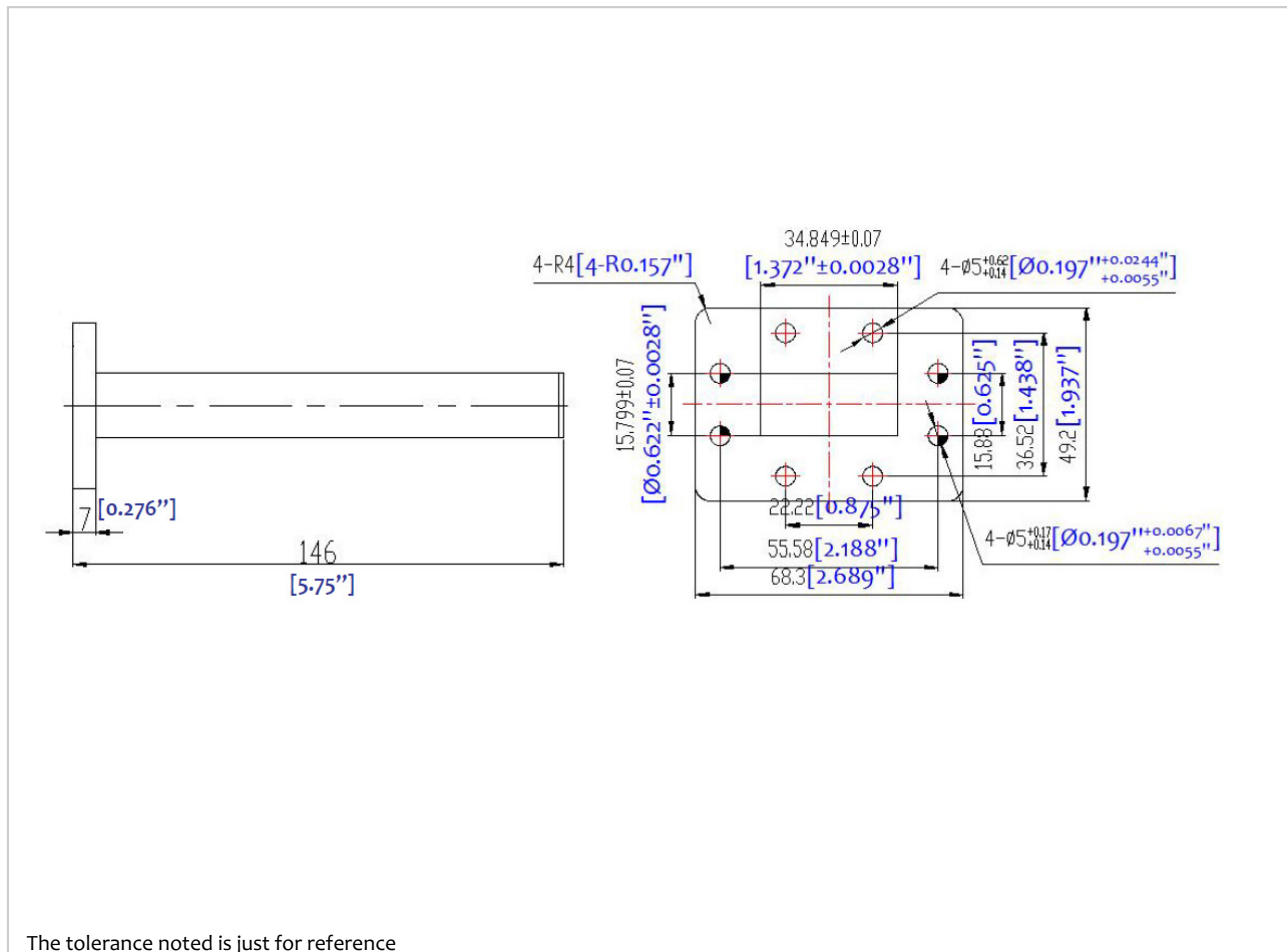 34.849±0.07
[1.372"±0.0028"]
4-R4[4-R0.157"]
4-Ø5+0.62+0.14[Ø0.197"+0.0244"+0.0055"]
15.799±0.07
[Ø0.622"±0.0028"]
15.88[0.625"]
36.52[1.438"]
49.2[1.937"]
7 [0.276"]
146
[5.75"]
22.22[0.875"]
4-Ø5+0.17+0.14[Ø0.197"+0.0067"+0.0055"]
55.58[2.188"]
68.3[2.689"]
The tolerance noted is just for reference